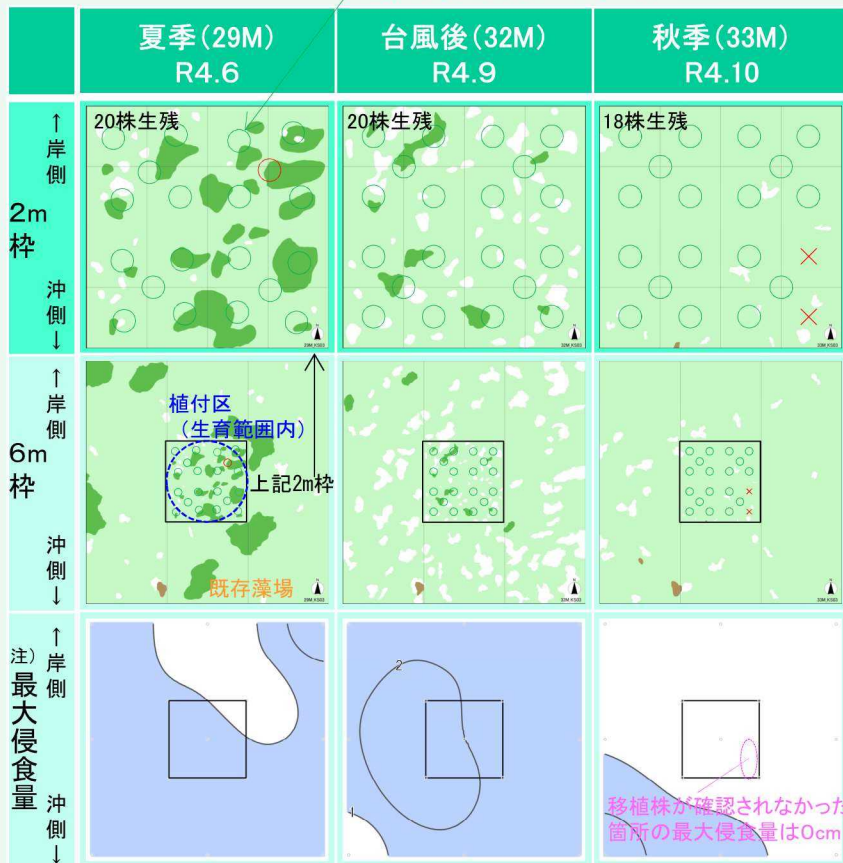 夏季(29M)
R4.6
台風後(32M)
R4.9
秋季(33M)
R4.10
↑
岸側
2m
枠
沖側
↓
20株生残
20株生残
18株生残
↑
岸側
6m
枠
沖側
↓
植付区
(生育範囲内)
上記2m枠
既存藻場
注)
↑
岸側
最大侵食量
沖側
↓
2
1
移植株が確認されなかった
箇所の最大侵食量は0cm